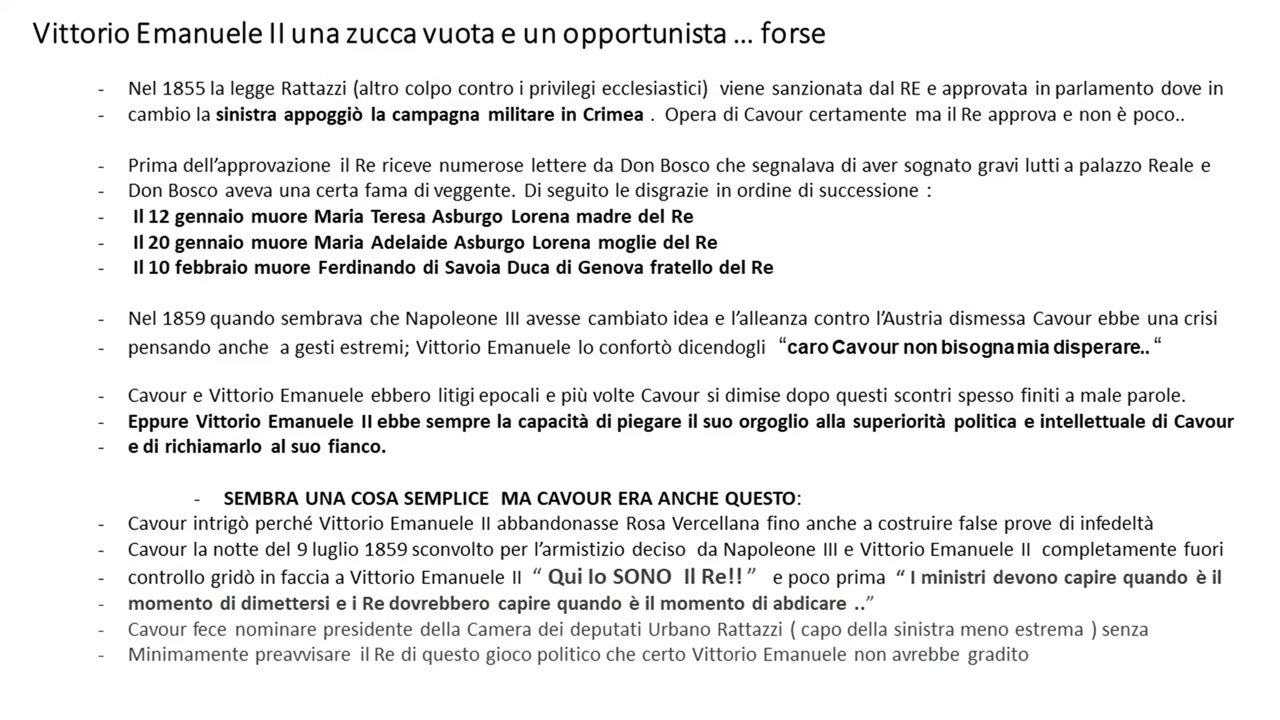 Vittorio Emanuele II una zucca vuota e un opportunista … forse
- Nel 1855 la legge Rattazzi (altro colpo contro i privilegi ecclesiastici) viene sanzionata dal RE e approvata in parlamento dove in
- cambio la sinistra appoggiò la campagna militare in Crimea . Opera di Cavour certamente ma il Re approva e non è poco..
- Prima dell’approvazione il Re riceve numerose lettere da Don Bosco che segnalava di aver sognato gravi lutti a palazzo Reale e
- Don Bosco aveva una certa fama di veggente. Di seguito le disgrazie in ordine di successione :
- Il 12 gennaio muore Maria Teresa Asburgo Lorena madre del Re
- Il 20 gennaio muore Maria Adelaide Asburgo Lorena moglie del Re
- Il 10 febbraio muore Ferdinando di Savoia Duca di Genova fratello del Re
- Nel 1859 quando sembrava che Napoleone III avesse cambiato idea e l’alleanza contro l’Austria dismessa Cavour ebbe una crisi
- pensando anche a gesti estremi; Vittorio Emanuele lo confortò dicendogli “caro Cavour non bisogna mia disperare.. “
- Cavour e Vittorio Emanuele ebbero litigi epocali e più volte Cavour si dimise dopo questi scontri spesso finiti a male parole.
- Eppure Vittorio Emanuele II ebbe sempre la capacità di piegare il suo orgoglio alla superiorità politica e intellettuale di Cavour
- e di richiamarlo al suo fianco.
- SEMBRA UNA COSA SEMPLICE MA CAVOUR ERA ANCHE QUESTO:
- Cavour intrigò perché Vittorio Emanuele II abbandonasse Rosa Vercellana fino anche a costruire false prove di infedeltà
- Cavour la notte del 9 luglio 1859 sconvolto per l’armistizio deciso da Napoleone III e Vittorio Emanuele II completamente fuori
- controllo gridò in faccia a Vittorio Emanuele II “ Qui Io SONO Il Re!! ” e poco prima “ I ministri devono capire quando è il
- momento di dimettersi e i Re dovrebbero capire quando è il momento di abdicare ..”
- Cavour fece nominare presidente della Camera dei deputati Urbano Rattazzi ( capo della sinistra meno estrema ) senza
- Minimamente preavvisare il Re di questo gioco politico che certo Vittorio Emanuele non avrebbe gradito